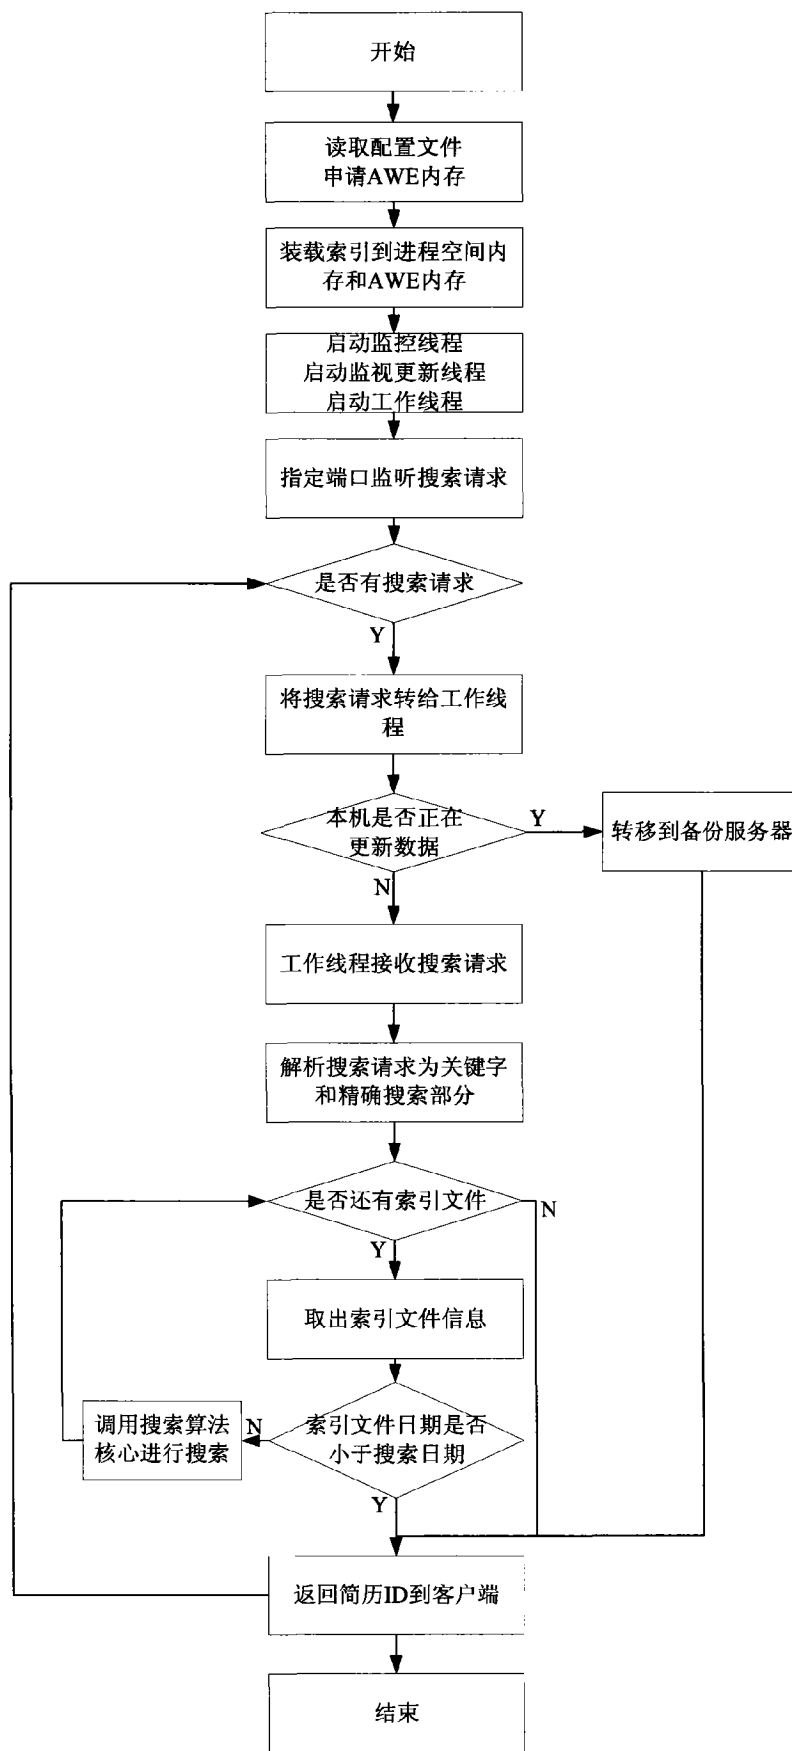 开始
读取配置文件
申请AWE内存
装载索引到进程空间内
存和AWE内存
启动监控线程
启动监视更新线程
启动工作线程
指定端口监听搜索请求
是否有搜索请求
Y
将搜索请求转给工作线
程
本机是否正在
更新数据
Y
转移到备份服务器
N
工作线程接收搜索请求
解析搜索请求为关键字
和精确搜索部分
是否还有索引文件
N
Y
取出索引文件信息
索引文件日期是否
小于搜索日期
N
调用搜索算法
核心进行搜索
Y
返回简历ID到客户端
结束